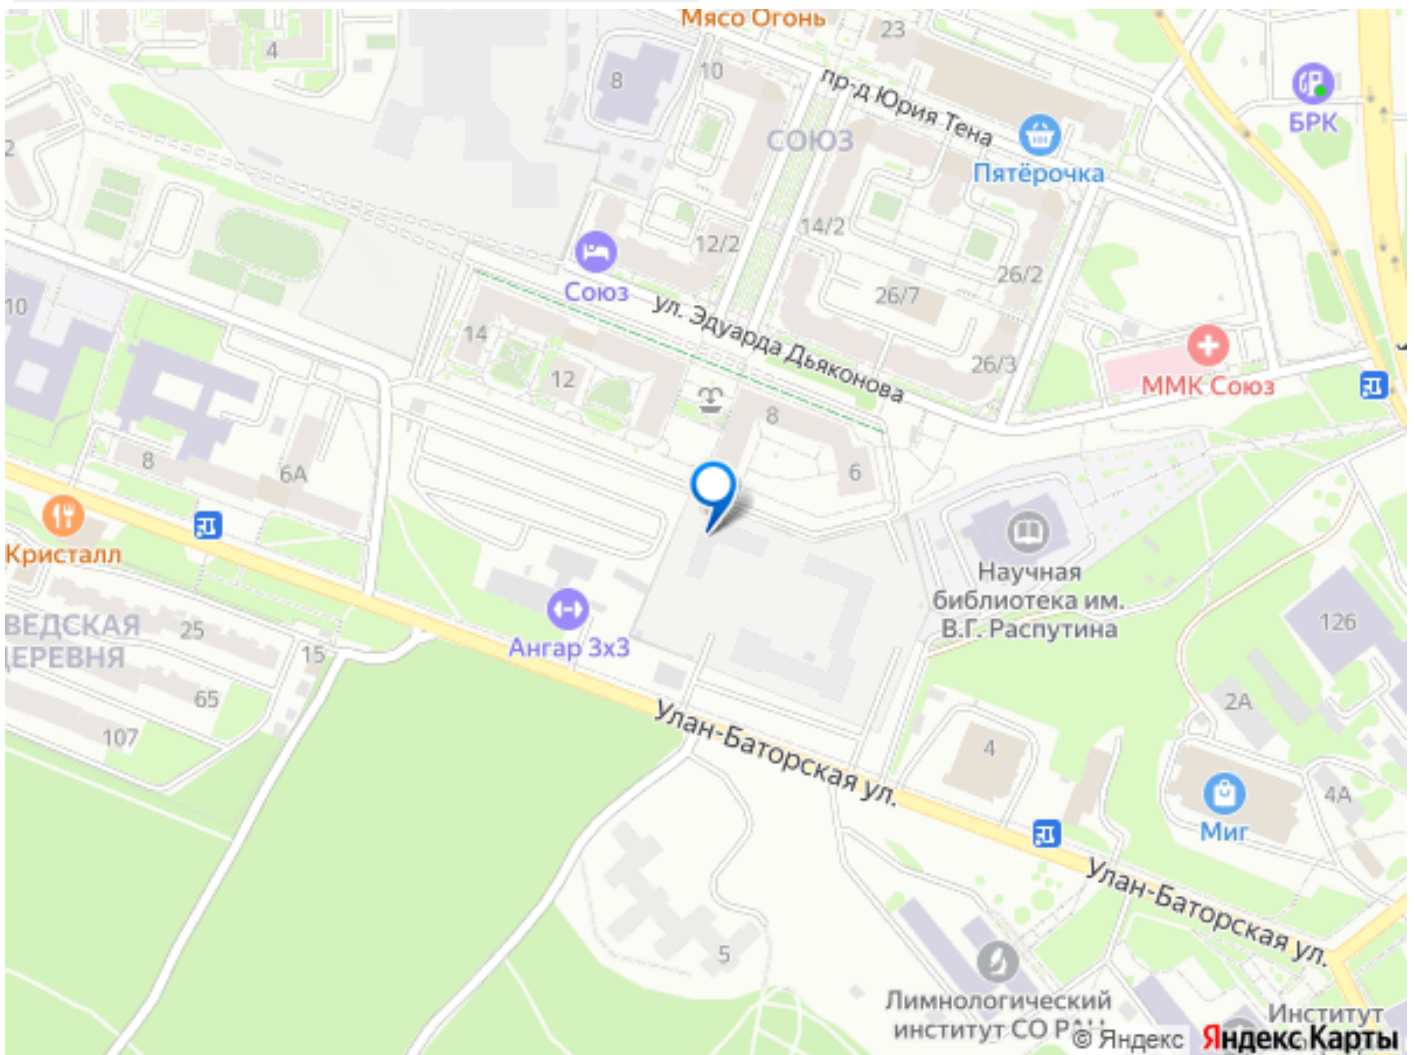 Мясо Огонь
23
4
8
10
пр-д Юрия Тена
БРК
СОЮЗ
Пятёрочка
2
12/2
14/2
26/2
Союз
26/7
10
ул. Эдуарда Дьяконова
14
26/3
12
ММК Союз
8
8
6А
6
Кристалл
Научная
библиотека им.
В.Г. Распутина
ВЕДСКАЯ
ДЕРЕВНЯ
25
15
Ангар 3х3
126
65
2А
107
Улан-Баторская ул.
4
4А
Миг
Улан-Баторская ул.
5
Лимнологический
институт СО РАН
Институт
© Яндекс Яндекс Карты